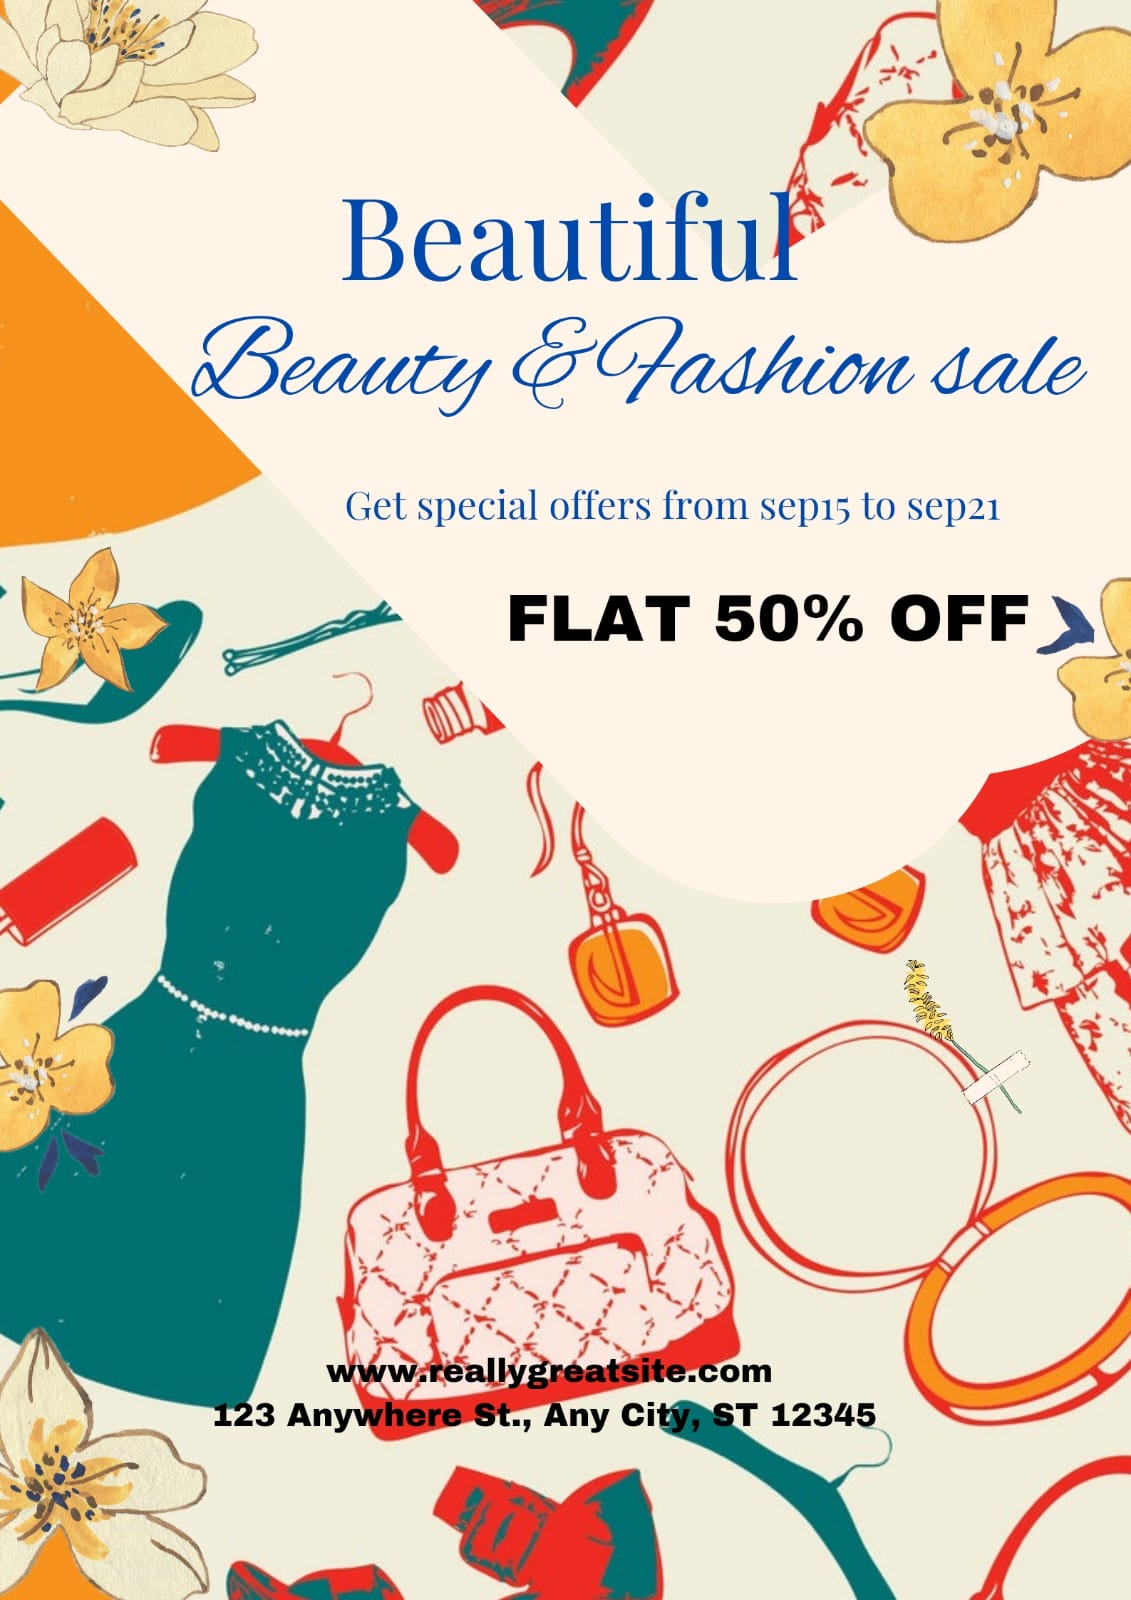 Beautiful
Beauty & Fashion sale
Get special offers from sep15 to sep21
FLAT 50% OFF
www.reallygreatsite.com
123 Anywhere St., Any City, ST 12345